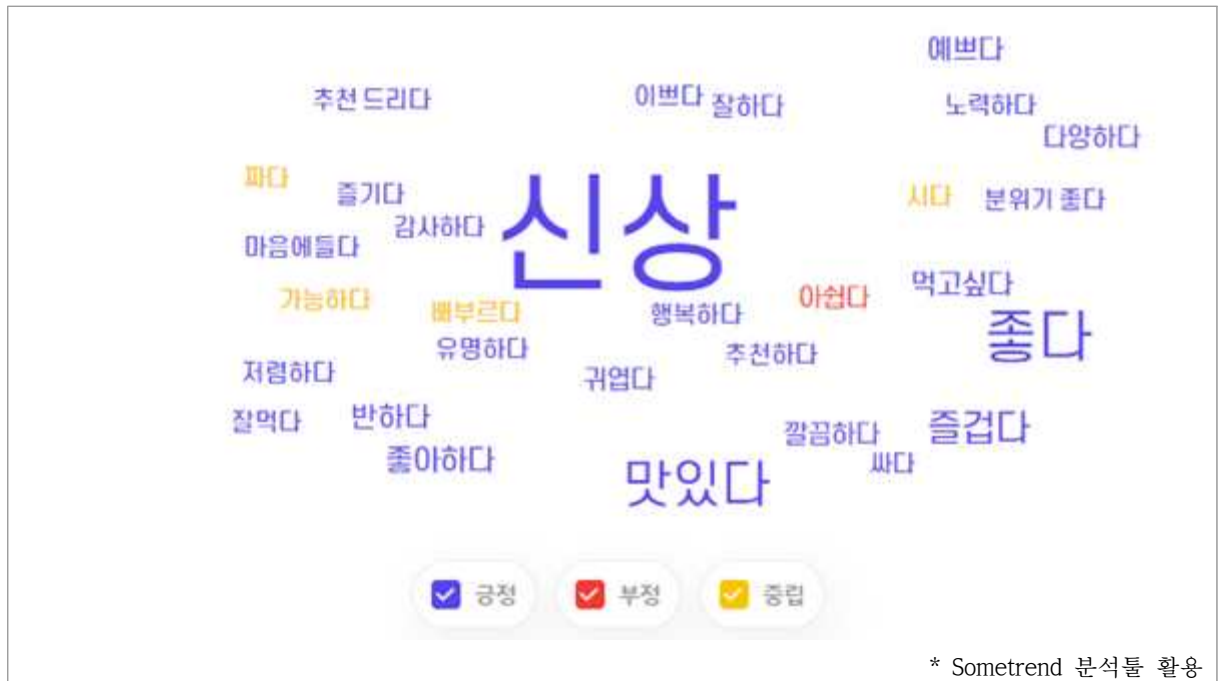 예쁘다
추천 드리다
이쁘다 잘하다
노력하다
다양하다
짜다
즐기다
신상
시다
분위기 좋다
감사하다
마음에들다
먹고싶다
가능하다
배부르다
행복하다
아쉽다
좋다
유명하다
추천하다
저렴하다
귀엽다
잘먹다
반하다
깔끔하다
즐겁다
좋아하다
맛있다
싸다
긍정
부정
중립
* Sometrend 분석툴 활용